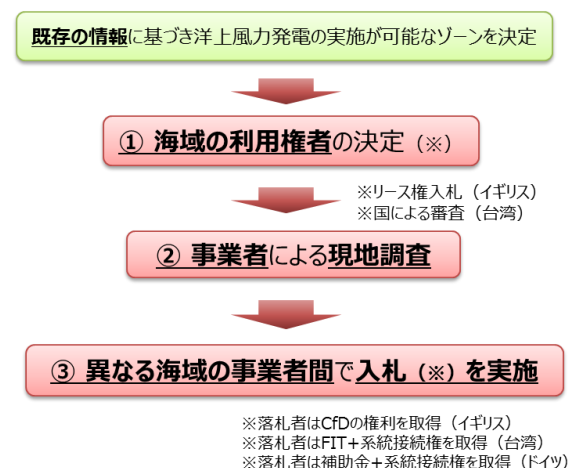 既存の情報に基づき洋上風力発電の実施が可能なゾーンを決定
① 海域の利用権者の決定（※）
※リース権入札（イギリス）
※国による審査（台湾）
② 事業者による現地調査
③ 異なる海域の事業者間で入札（※）を実施
※落札者はCfDの権利を取得（イギリス）
※落札者はFIT+系統接続権を取得（台湾）
※落札者は補助金+系統接続権を取得（ドイツ）